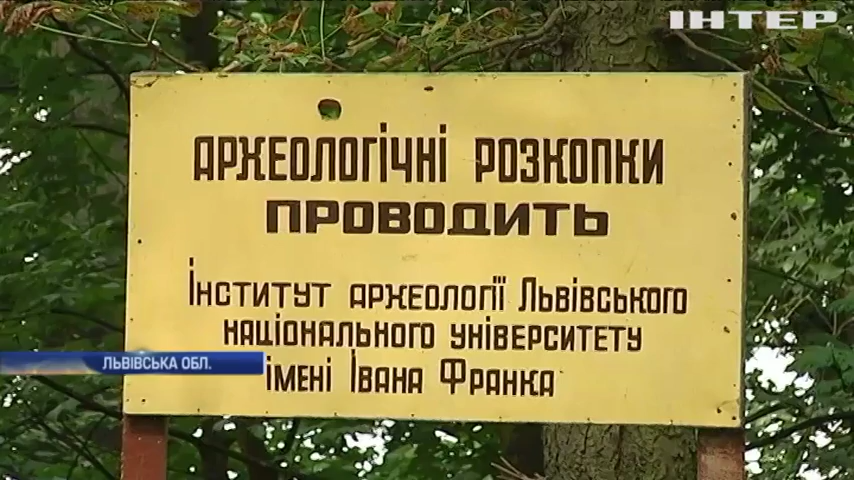 ІНТЕР
АРХЕОЛОГІЧНІ РОЗКОПКИ
ПРОВОДИТЬ
ІНСТИТУТ АРХЕОЛОГІЇ ЛЬВІВСЬКОГО
НАЦІОНАЛЬНОГО УНІВЕРСИТЕТУ
ІМЕНІ ІВАНА ФРАНКА
ЛЬВІВСЬКА ОБЛ.